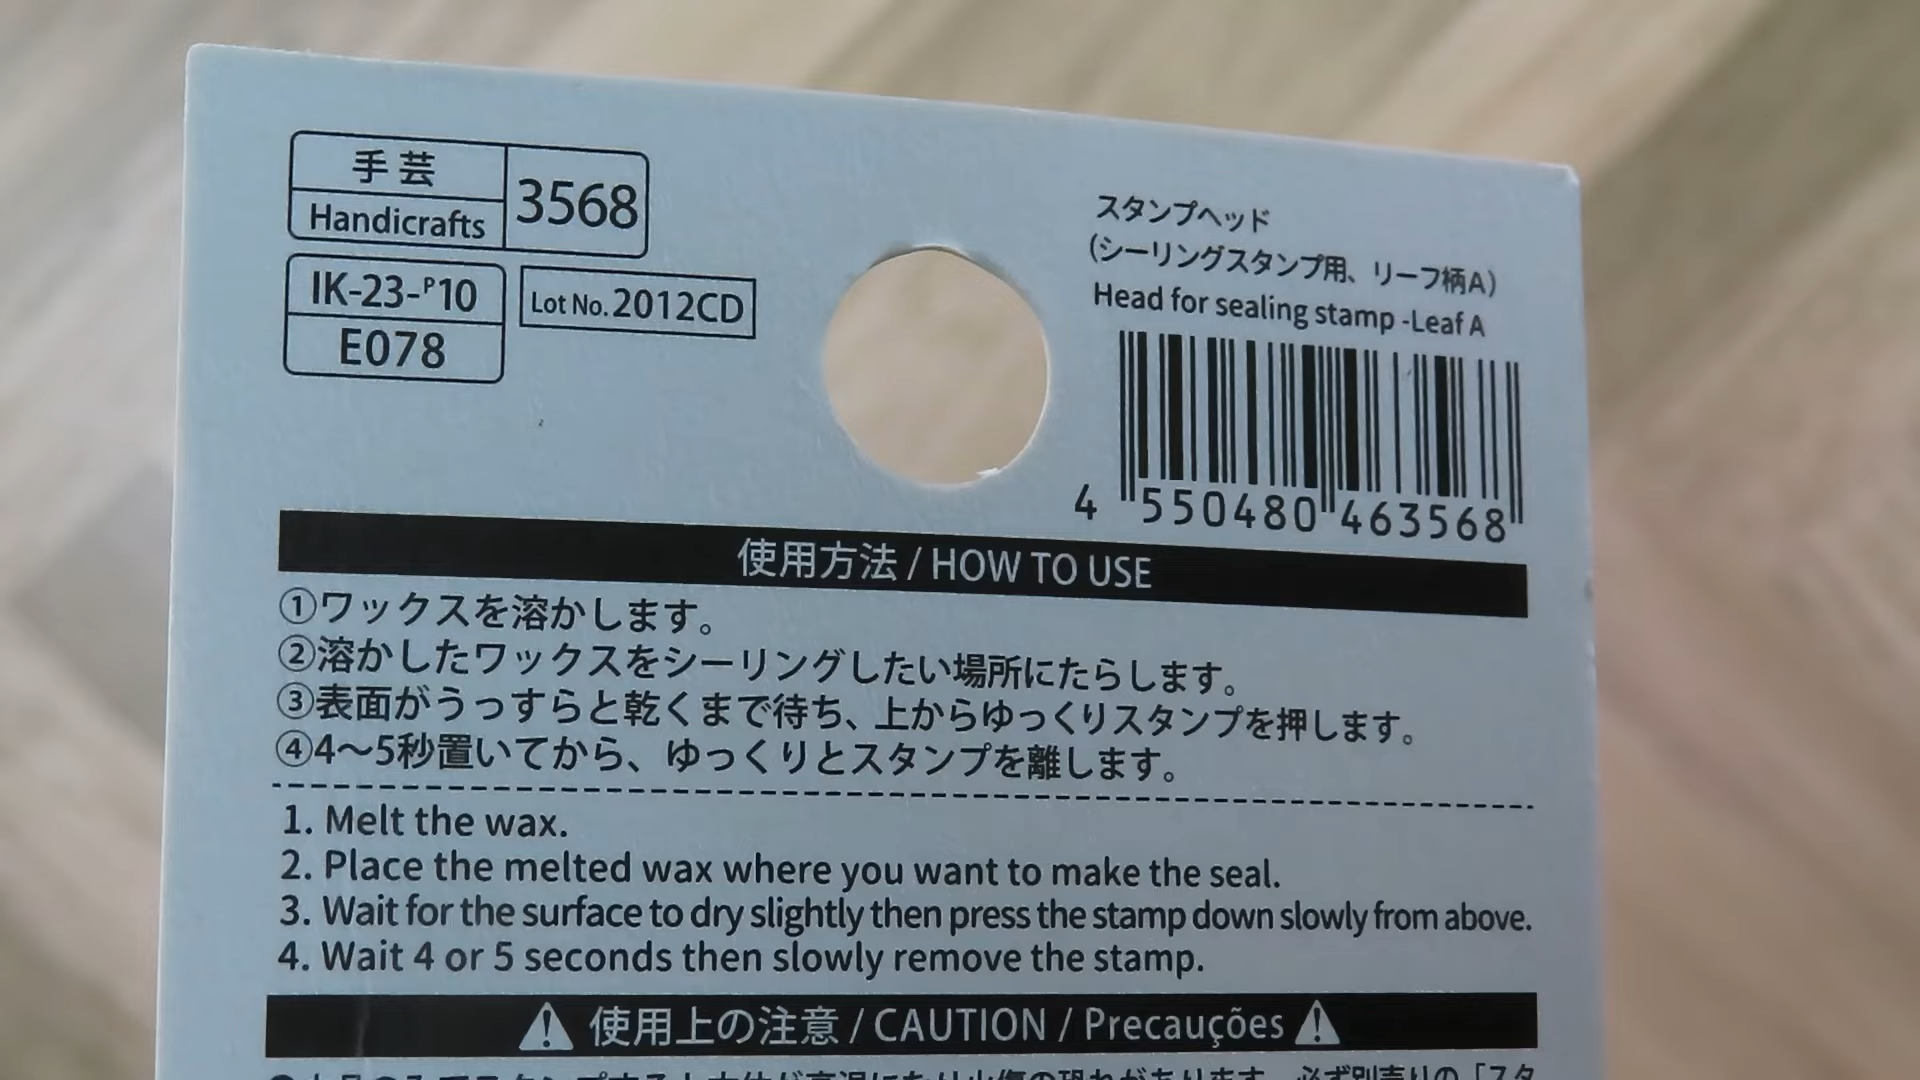 手芸
Handicrafts
3568
IK-23-P10
E078
Lot No. 2012CD
スタンプヘッド
(シーリングスタンプ用、リーフ柄A)
Head for sealing stamp -Leaf A
4 550480 463568
使用方法 / HOW TO USE
①ワックスを溶かします。
②溶かしたワックスをシーリングしたい場所にたらします。
③表面がうっすらと乾くまで待ち、上からゆっくりスタンプを押します。
④4〜5秒置いてから、ゆっくりとスタンプを離します。
1. Melt the wax.
2. Place the melted wax where you want to make the seal.
3. Wait for the surface to dry slightly then press the stamp down slowly from above.
4. Wait 4 or 5 seconds then slowly remove the stamp.
⚠ 使用上の注意 / CAUTION / Precauções ⚠